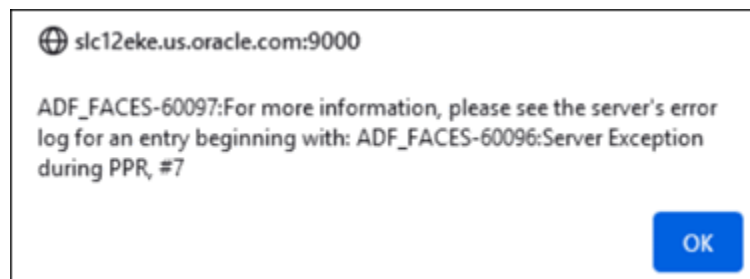 slc12eke.us.oracle.com:9000
ADF_FACES-60097:For more information, please see the server's error
log for an entry beginning with: ADF_FACES-60096:Server Exception
during PPR, #7
OK